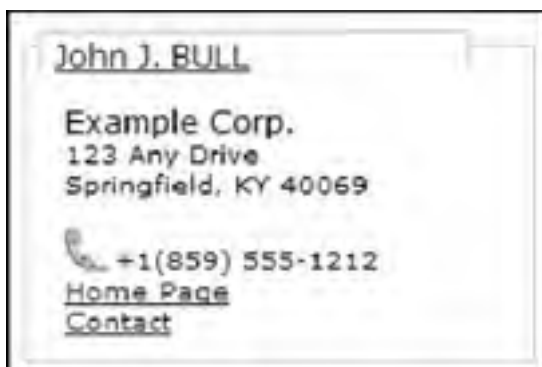 John J. BULL
Example Corp.
123 Any Drive
Springfield, KY 40069
+1(859) 555-1212
Home Page
Contact